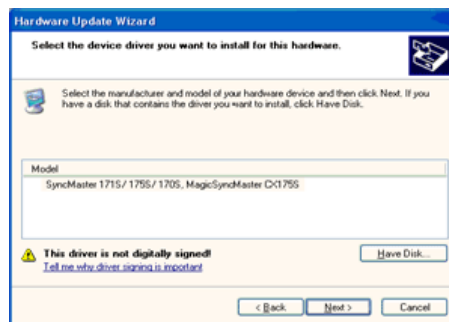 Hardware Update Wizard
Select the device driver you want to install for this hardware.
Select the manufacturer and model of your hardware device and then click Next. If you
have a disk that contains the driver you want to install, click Have Disk.
Model
SyncMaster 171S/ 175S/ 170S, MagicSyncMaster CX175S
This driver is not digitally signed!
Have Disk...
Tell me why driver signing is important
< Back
Next >
Cancel